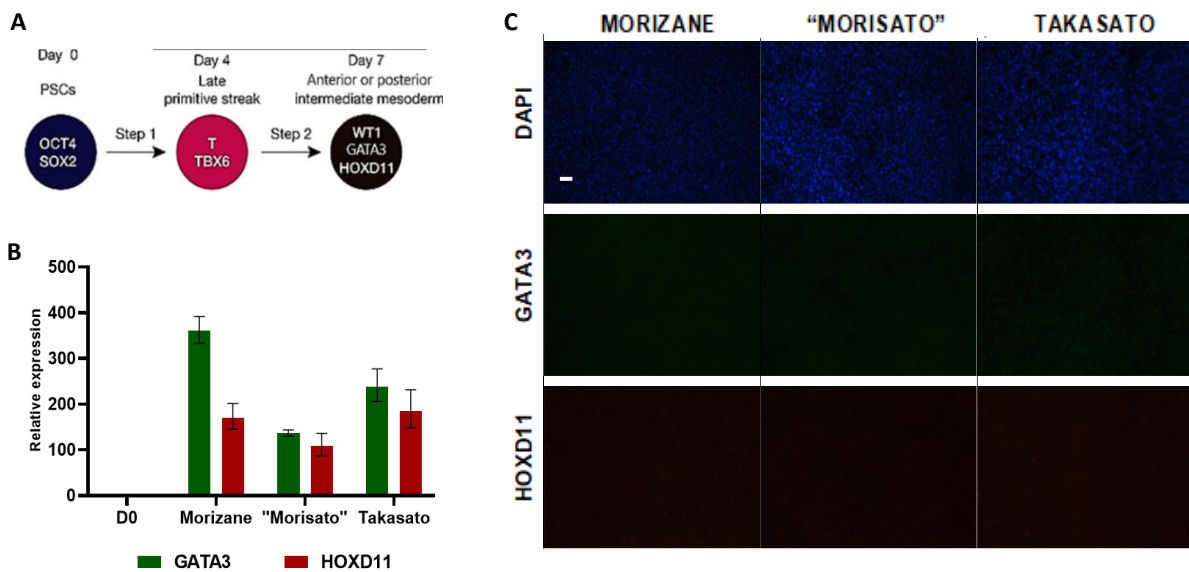 A
Day 0
PSCs
OCT4
SOX2
Step 1
Day 4
Late
primitive streak
T
TBX6
Step 2
Day 7
Anterior or posterior
intermediate mesoderm
WT1
GATA3
HOXD11
B
Relative expression
500
400
300
200
100
0
D0
Morizane
"Morisato"
Takasato
GATA3
HOXD11
C
MORIZANE
“MORISATO”
TAKASATO
DAPI
GATA3
HOXD11